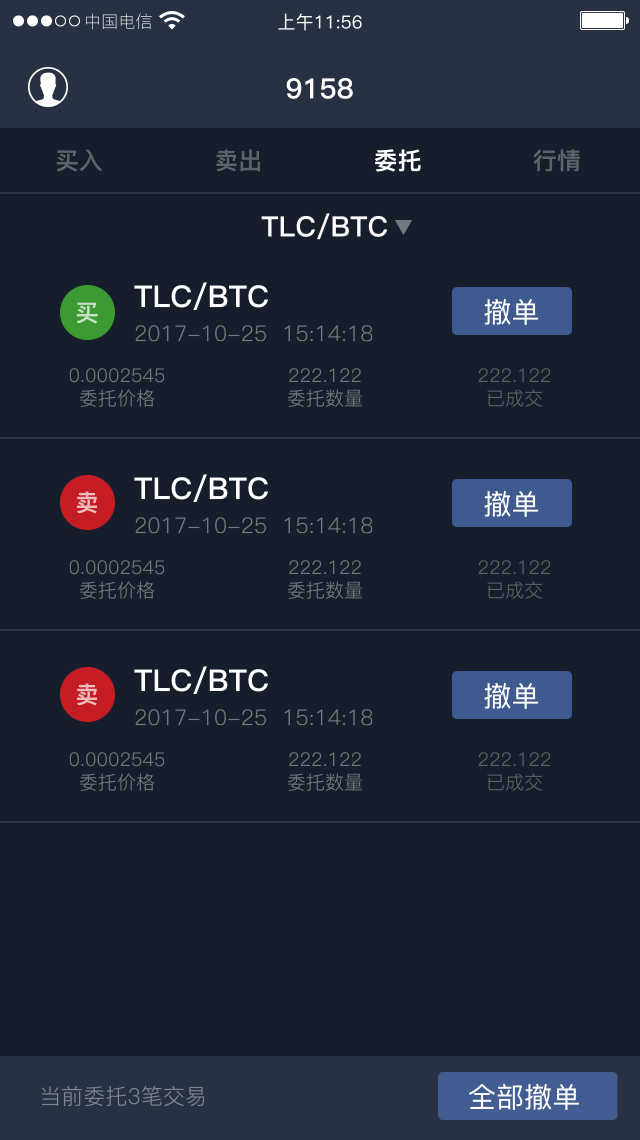 中国电信 上午11:56
9158
买入 卖出 委托 行情
TLC/BTC
买 TLC/BTC 撤单
2017-10-25 15:14:18
0.0002545 222.122 222.122
委托价格 委托数量 已成交
卖 TLC/BTC 撤单
2017-10-25 15:14:18
0.0002545 222.122 222.122
委托价格 委托数量 已成交
卖 TLC/BTC 撤单
2017-10-25 15:14:18
0.0002545 222.122 222.122
委托价格 委托数量 已成交
当前委托3笔交易 全部撤单